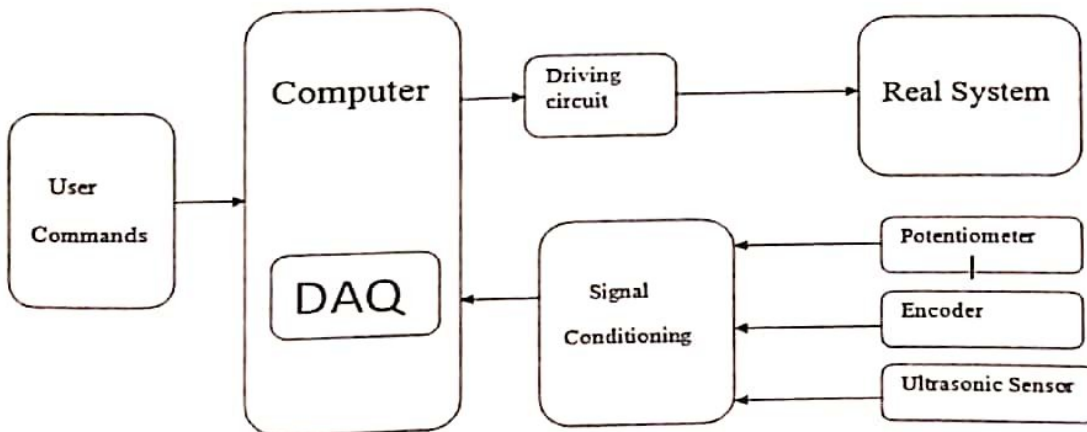 User
Commands
Computer
DAQ
Driving
circuit
Real System
Signal
Conditioning
Potentiometer
Encoder
Ultrasonic Sensor